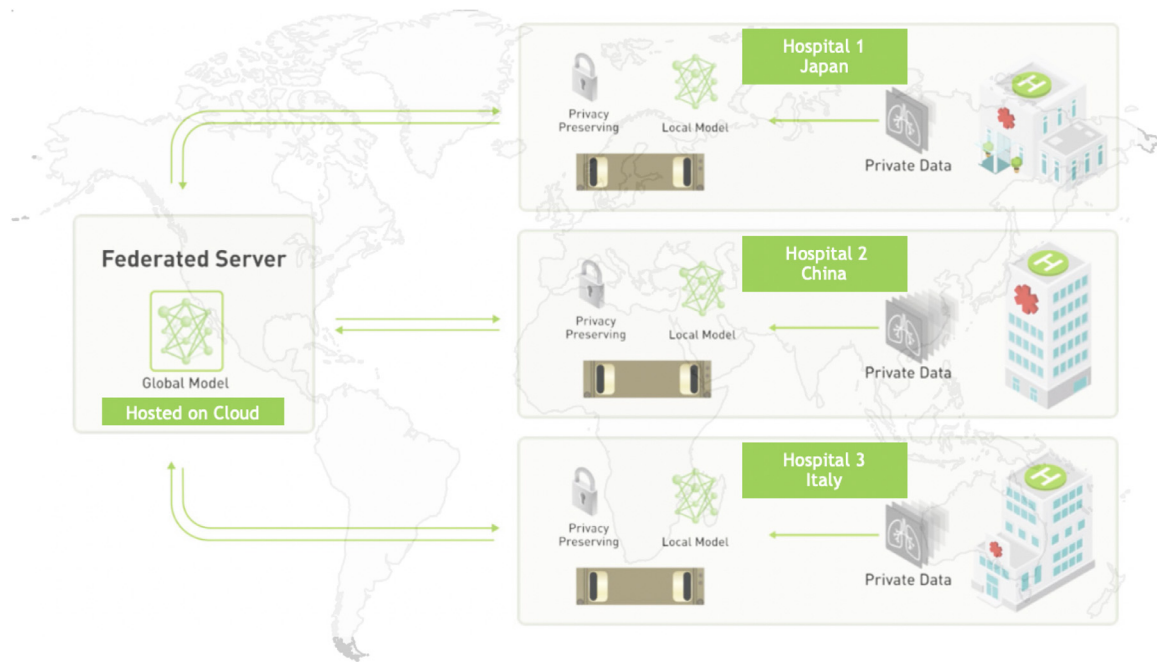 Hospital 1
Japan
Privacy
Preserving
Local Model
Private Data
Federated Server
Global Model
Hosted on Cloud
Hospital 2
China
Privacy
Preserving
Local Model
Private Data
Hospital 3
Italy
Privacy
Preserving
Local Model
Private Data
H
H
H